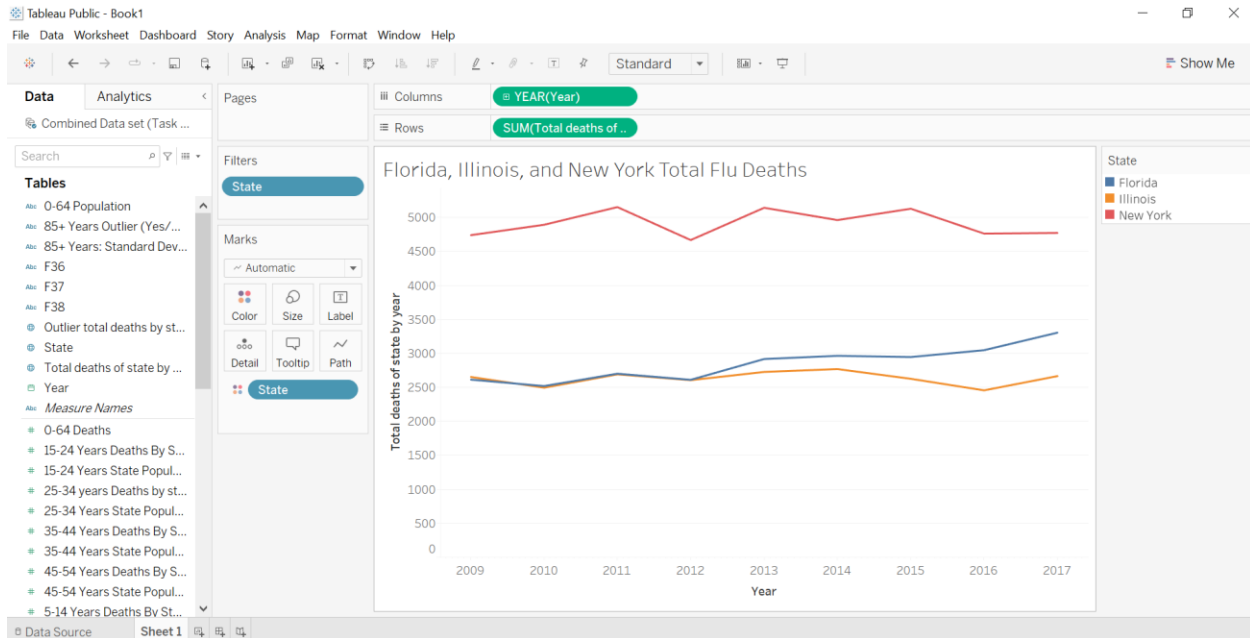 Tableau Public - Book1
File Data Worksheet Dashboard Story Analysis Map Format Window Help
Standard
Show Me
Data Analytics
Combined Data set (Task ...
Search
Tables
Abc 0-64 Population
Abc 85+ Years Outlier (Yes/...
Abc 85+ Years: Standard Dev...
Abc F36
Abc F37
Abc F38
Outlier total deaths by st...
State
Total deaths of state by ...
Year
Abc Measure Names
# 0-64 Deaths
# 15-24 Years Deaths By S...
# 15-24 Years State Popul...
# 25-34 years Deaths by st...
# 25-34 Years State Popul...
# 35-44 Years Deaths By S...
# 35-44 Years State Popul...
# 45-54 Years Deaths By S...
# 45-54 Years State Popul...
# 5-14 Years Deaths By St...
Pages
Filters
State
Marks
Automatic
Color Size Label
Detail Tooltip Path
State
Columns YEAR(Year)
Rows SUM(Total deaths of ..
Florida, Illinois, and New York Total Flu Deaths
Total deaths of state by year
5000
4500
4000
3500
3000
2500
2000
1500
1000
500
0
2009 2010 2011 2012 2013 2014 2015 2016 2017
Year
State
Florida
Illinois
New York
Data Source Sheet 1